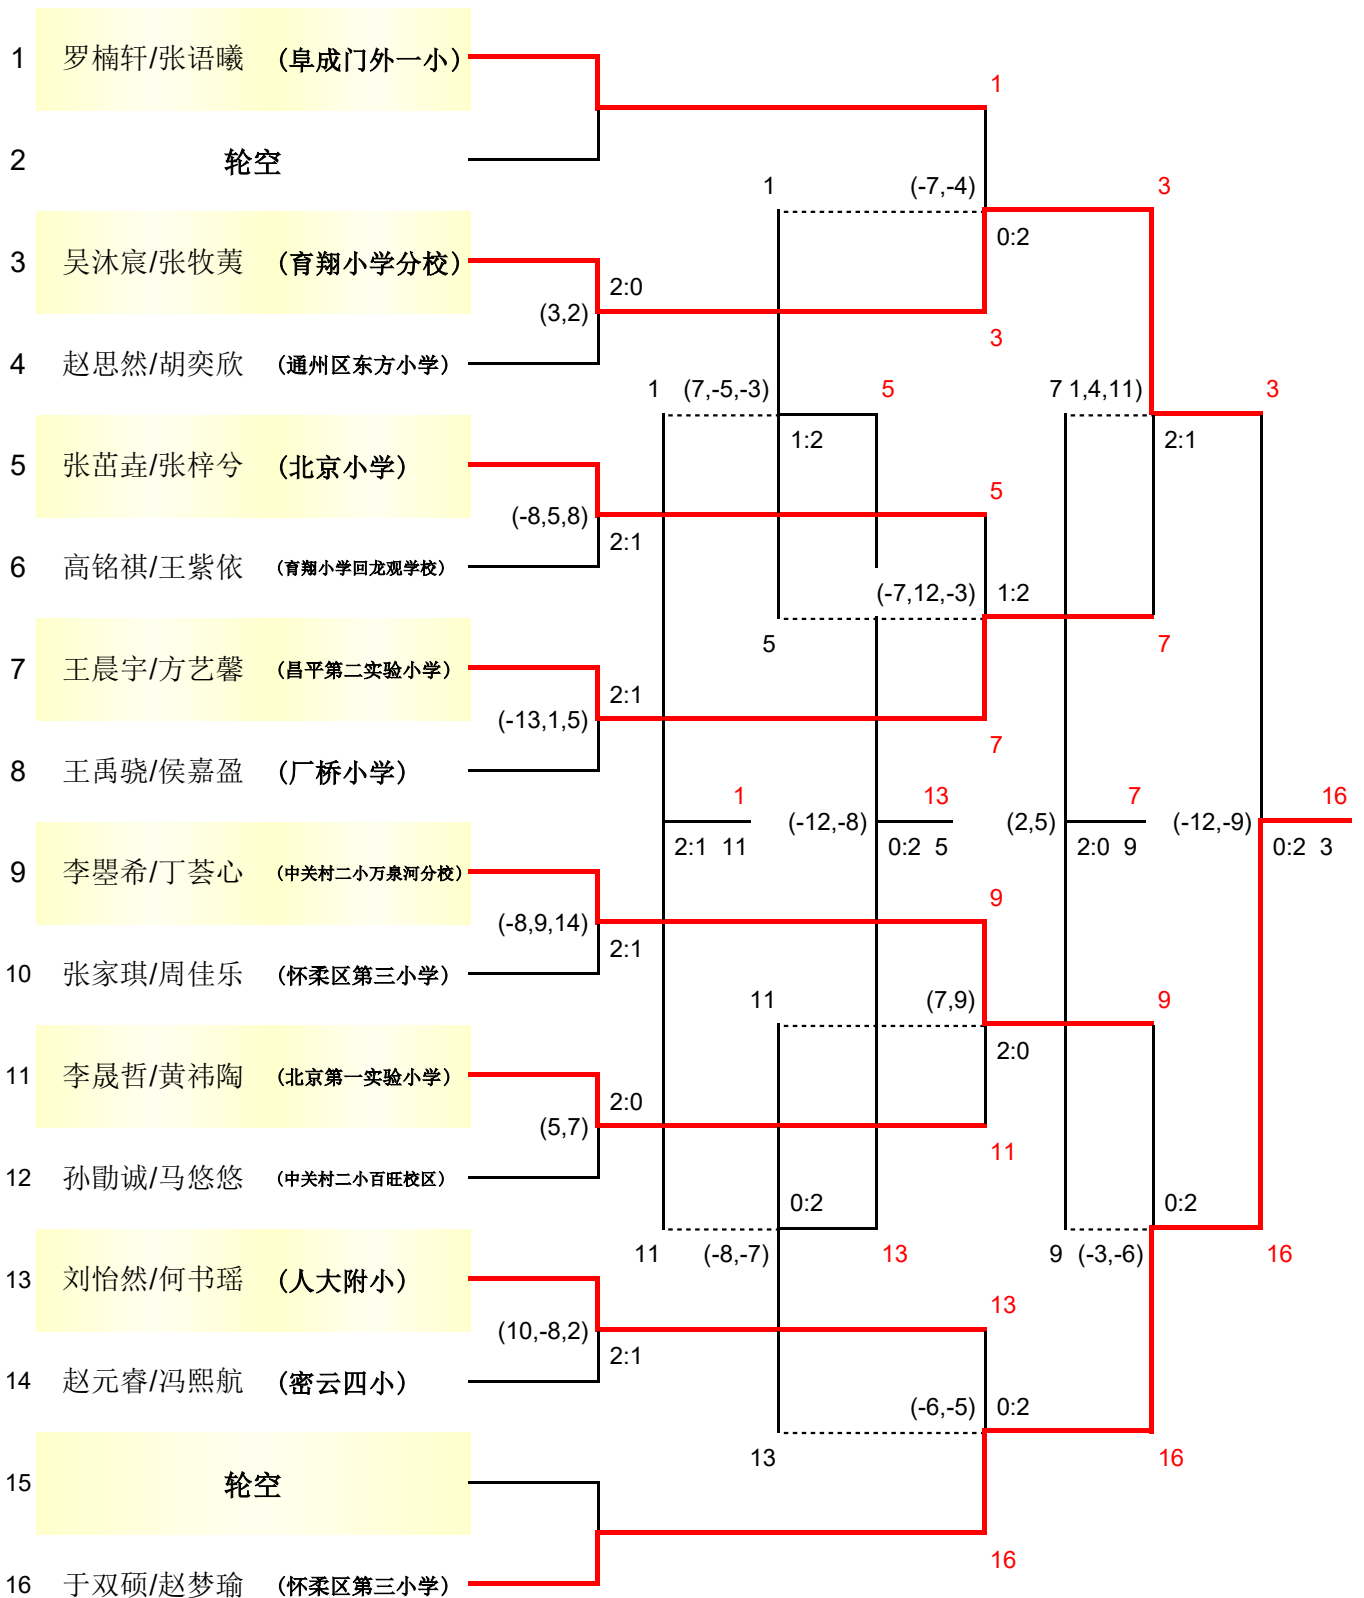 1 罗楠轩/张语曦 (阜成门外一小)
1
2 轮空
1 (-7,-4) 3
0:2
3 吴沐宸/张牧荑 (育翔小学分校)
2:0
(3,2)
3
4 赵思然/胡奕欣 (通州区东方小学)
1 (7,-5,-3) 5 7 1,4,11) 3
1:2 2:1
5 张茁垚/张梓兮 (北京小学)
5
(-8,5,8)
2:1
6 高铭祺/王紫依 (育翔小学回龙观学校)
(-7,12,-3) 1:2
5 7
7 王晨宇/方艺馨 (昌平第二实验小学)
2:1
(-13,1,5)
7
8 王禹骁/侯嘉盈 (厂桥小学)
1 13 7 16
(-12,-8) (2,5) (-12,-9)
2:1 11 0:2 5 2:0 9 0:2 3
9 李曌希/丁荟心 (中关村二小万泉河分校)
9
(-8,9,14)
2:1
10 张家琪/周佳乐 (怀柔区第三小学)
11 (7,9) 9
2:0
11 李晟哲/黄祎陶 (北京第一实验小学)
2:0
(5,7)
11
12 孙勖诚/马悠悠 (中关村二小百旺校区)
0:2 0:2
11 (-8,-7) 13 9 (-3,-6) 16
13 刘怡然/何书瑶 (人大附小)
13
(10,-8,2)
2:1
14 赵元睿/冯熙航 (密云四小)
(-6,-5) 0:2
13 16
15 轮空
16
16 于双硕/赵梦瑜 (怀柔区第三小学)